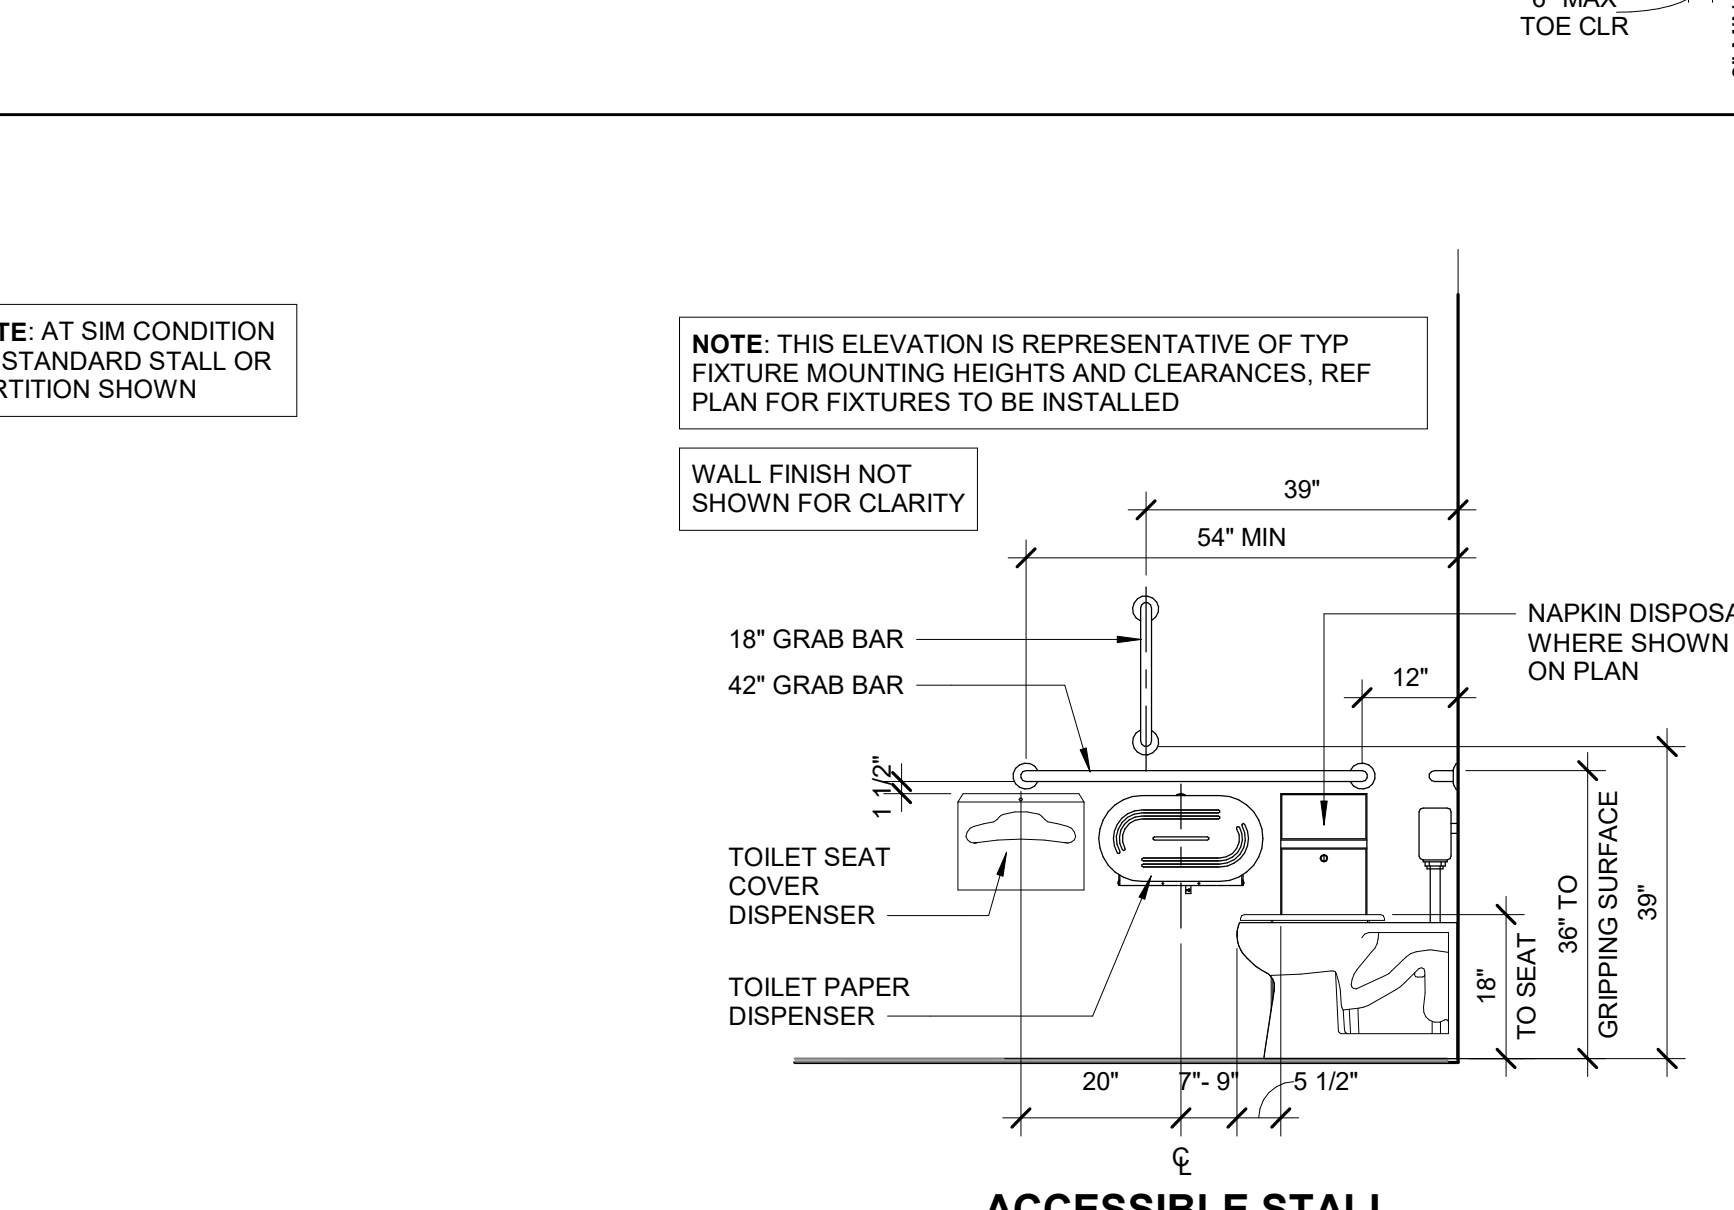 6" MAX
TOE CLR
TE: AT SIM CONDITION
STANDARD STALL OR
RTITION SHOWN
NOTE: THIS ELEVATION IS REPRESENTATIVE OF TYP
FIXTURE MOUNTING HEIGHTS AND CLEARANCES, REF
PLAN FOR FIXTURES TO BE INSTALLED
WALL FINISH NOT
SHOWN FOR CLARITY
39"
54" MIN
18" GRAB BAR
42" GRAB BAR
NAPKIN DISPOSA
WHERE SHOWN
ON PLAN
12"
1 1/2"
TOILET SEAT
COVER
DISPENSER
TOILET PAPER
DISPENSER
18"
TO SEAT
36" TO
GRIPPING SURFACE
39"
20"
7"- 9"
5 1/2"
℄
ACCESSIBLE STALL